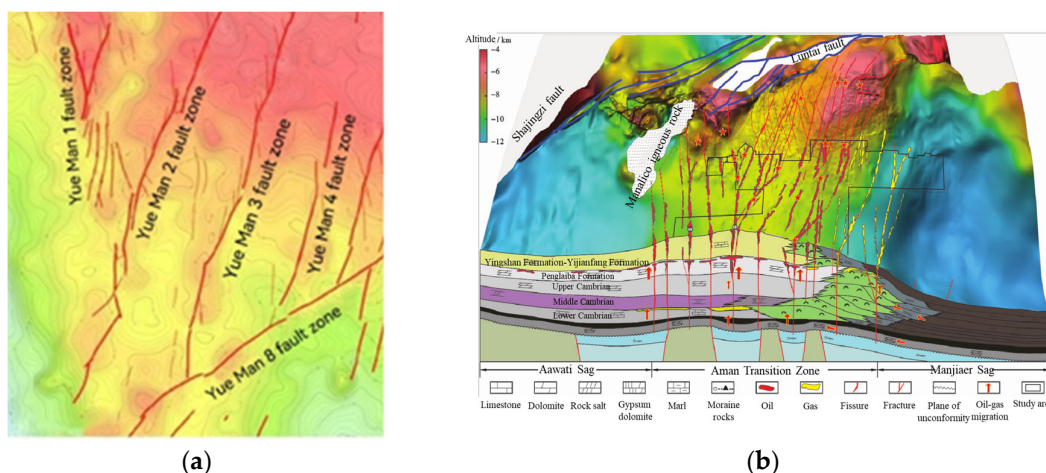 Yue Man 1 fault zone
Yue Man 2 fault zone
Yue Man 3 fault zone
Yue Man 4 fault zone
Yue Man 8 fault zone
(a)
Altitude / km
−4
−6
−8
−10
−12
Shajingzi fault
Luntai fault
Manalico igneous rock
Yingshan Formation-Yijianfang Formation
Penglaiba Formation
Upper Cambrian
Middle Cambrian
Lower Cambrian
Aawati Sag
Aman Transition Zone
Manjiaer Sag
Limestone
Dolomite
Rock salt
Gypsum
dolomite
Marl
Moraine
rocks
Oil
Gas
Fissure
Fracture
Plane of
unconformity
Oil-gas
migration
Study are
(b)